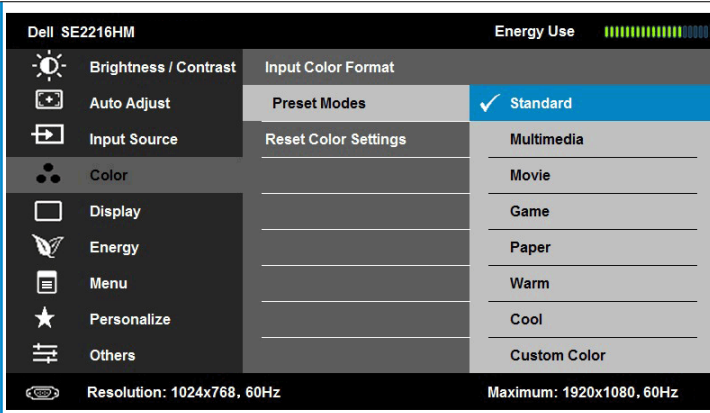 Dell SE2216HM Energy Use
Brightness / Contrast Input Color Format
Auto Adjust Preset Modes Standard
Input Source Reset Color Settings Multimedia
Color Movie
Display Game
Energy Paper
Menu Warm
Personalize Cool
Others Custom Color
Resolution: 1024x768, 60Hz Maximum: 1920x1080, 60Hz